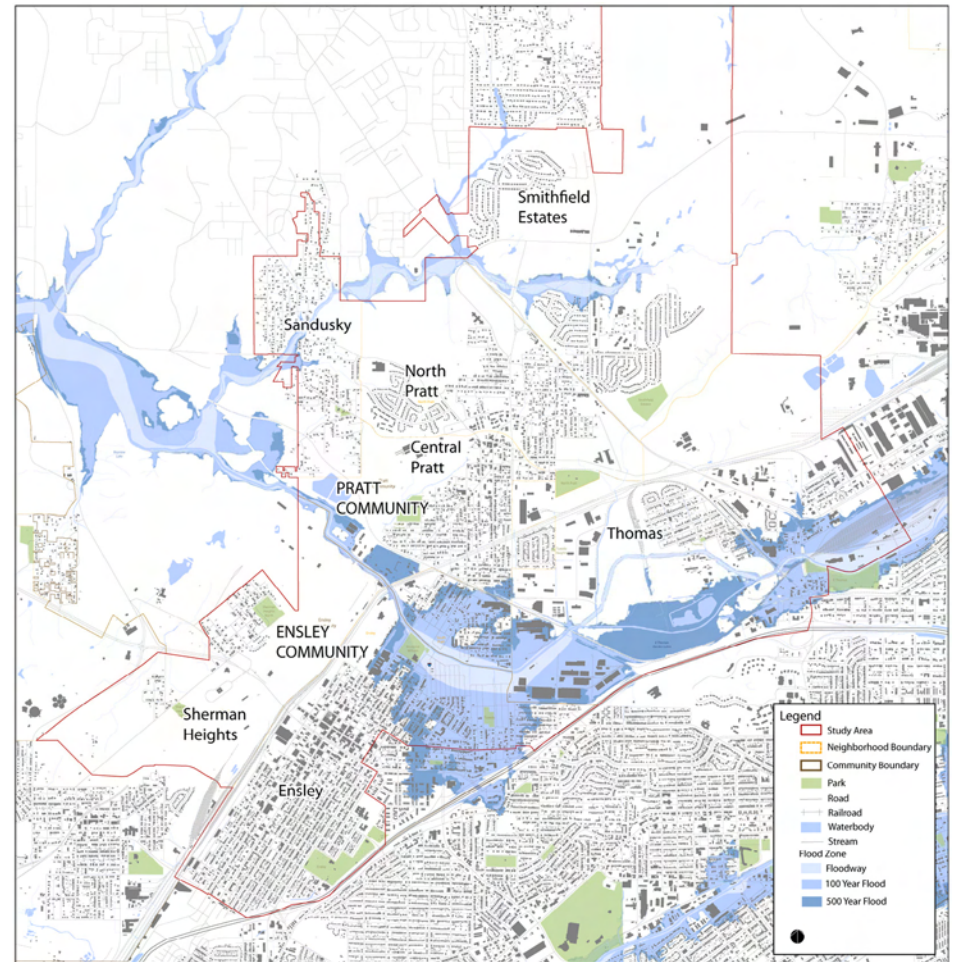 Smithfield
Estates
Sandusky
North
Pratt
Central
Pratt
PRATT
COMMUNITY
Thomas
ENSLEY
COMMUNITY
Sherman
Heights
Ensley
Legend
Study Area
Neighborhood Boundary
Community Boundary
Park
Road
Railroad
Waterbody
Stream
Flood Zone
Floodway
100 Year Flood
500 Year Flood